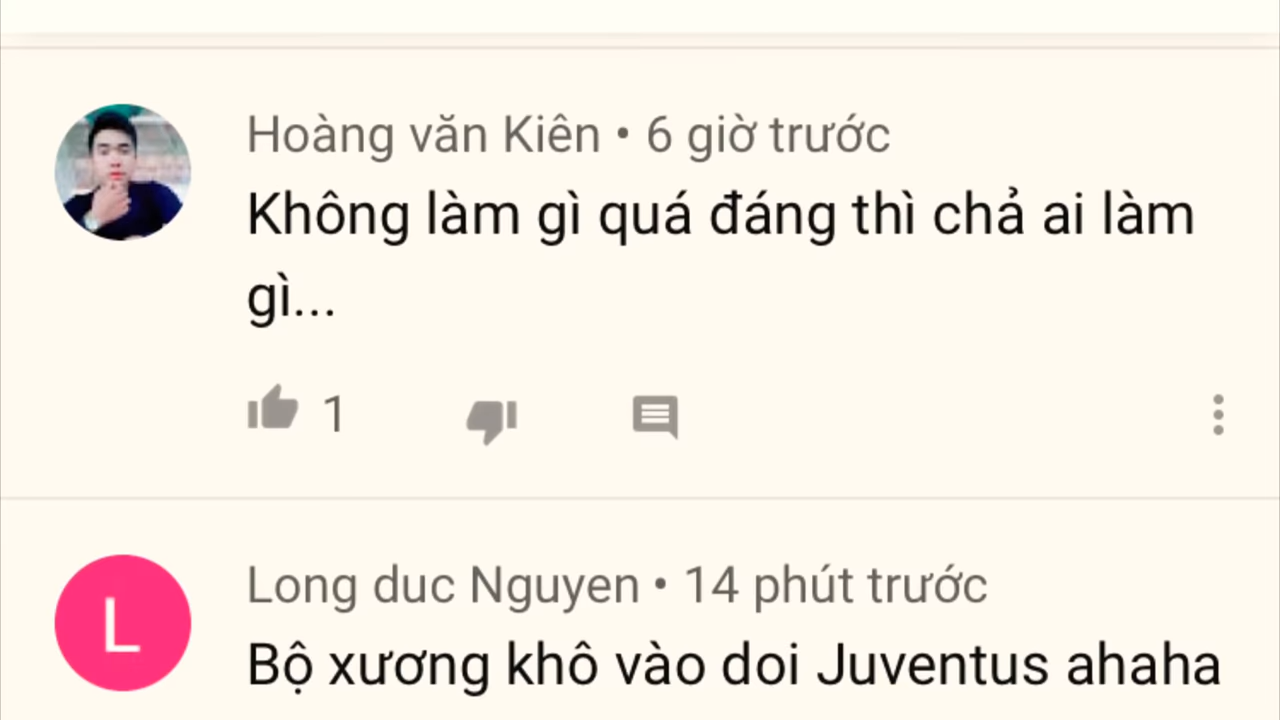 Hoàng văn Kiên • 6 giờ trước
Không làm gì quá đáng thì chả ai làm
gì...
1
L
Long duc Nguyen • 14 phút trước
Bộ xương khô vào doi Juventus ahaha